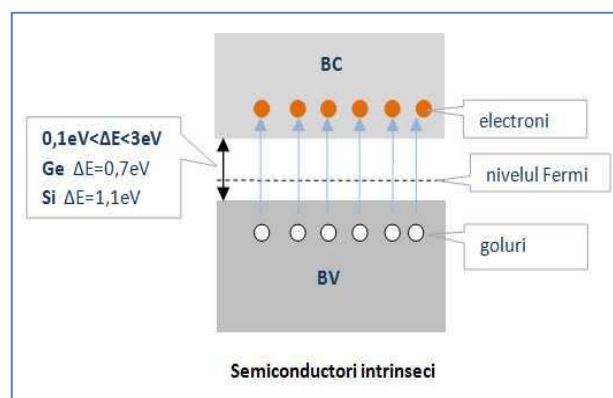 BC
electroni
0,1eV<ΔE<3eV
Ge ΔE=0,7eV
Si ΔE=1,1eV
nivelul Fermi
goluri
BV
Semiconductori intrinseci